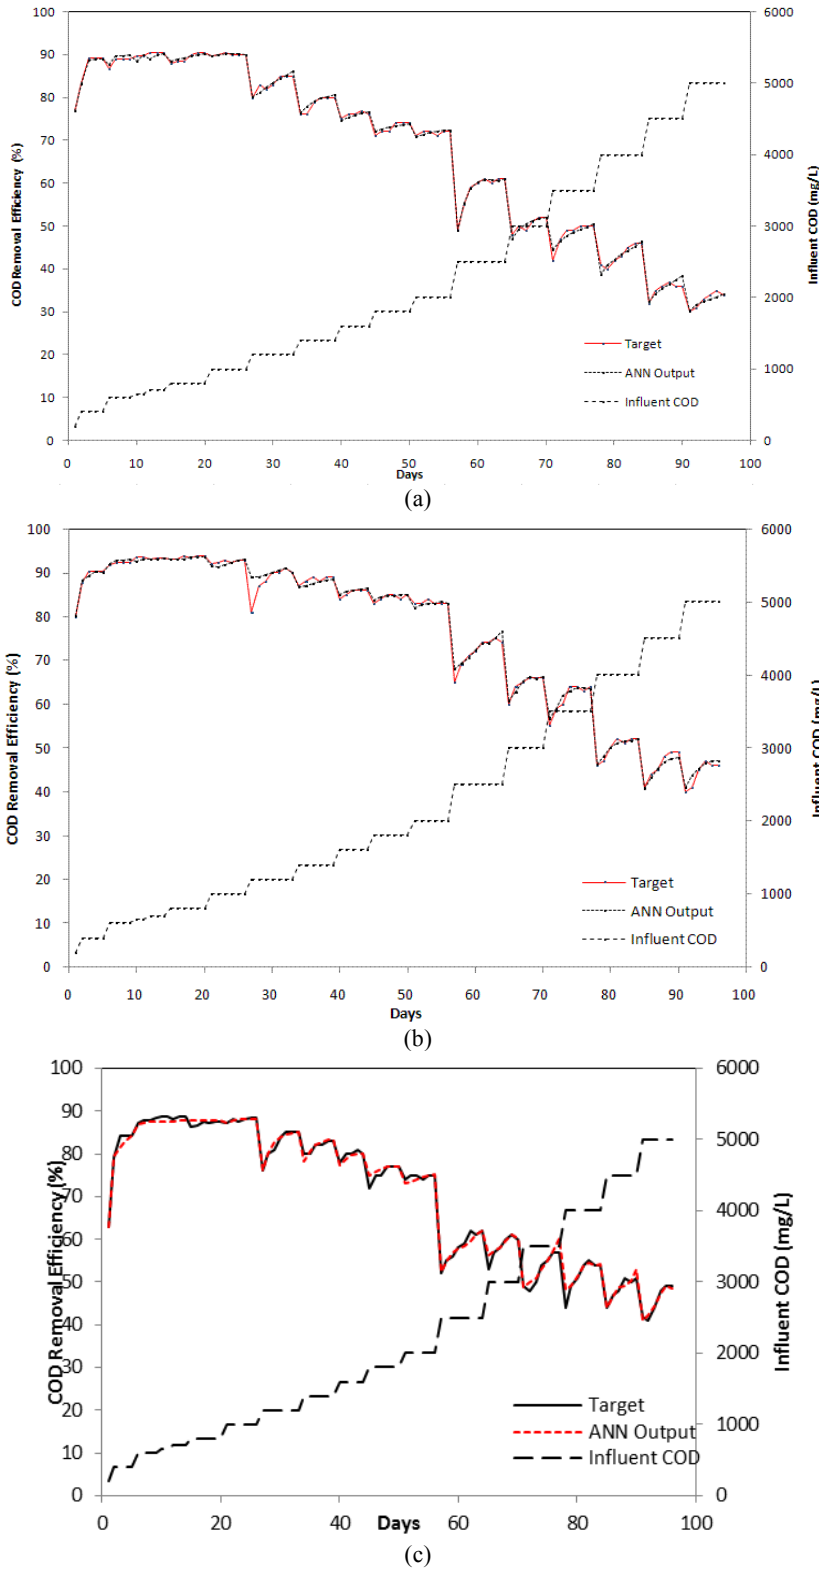 100
90
80
70
60
50
40
30
20
10
0
COD Removal Efficiency (%)
6000
5000
4000
3000
2000
1000
0
Influent COD (mg/L)
Target
ANN Output
Influent COD
0 10 20 30 40 50 60 70 80 90 100
Days
(a)
100
90
80
70
60
50
40
30
20
10
0
COD Removal Efficiency (%)
6000
5000
4000
3000
2000
1000
0
Influent COD (mg/L)
Target
ANN Output
Influent COD
0 10 20 30 40 50 60 70 80 90 100
Days
(b)
100
90
80
70
60
50
40
30
20
10
0
COD Removal Efficiency (%)
6000
5000
4000
3000
2000
1000
0
Influent COD (mg/L)
Target
ANN Output
Influent COD
0 20 40 60 80 100
Days
(c)